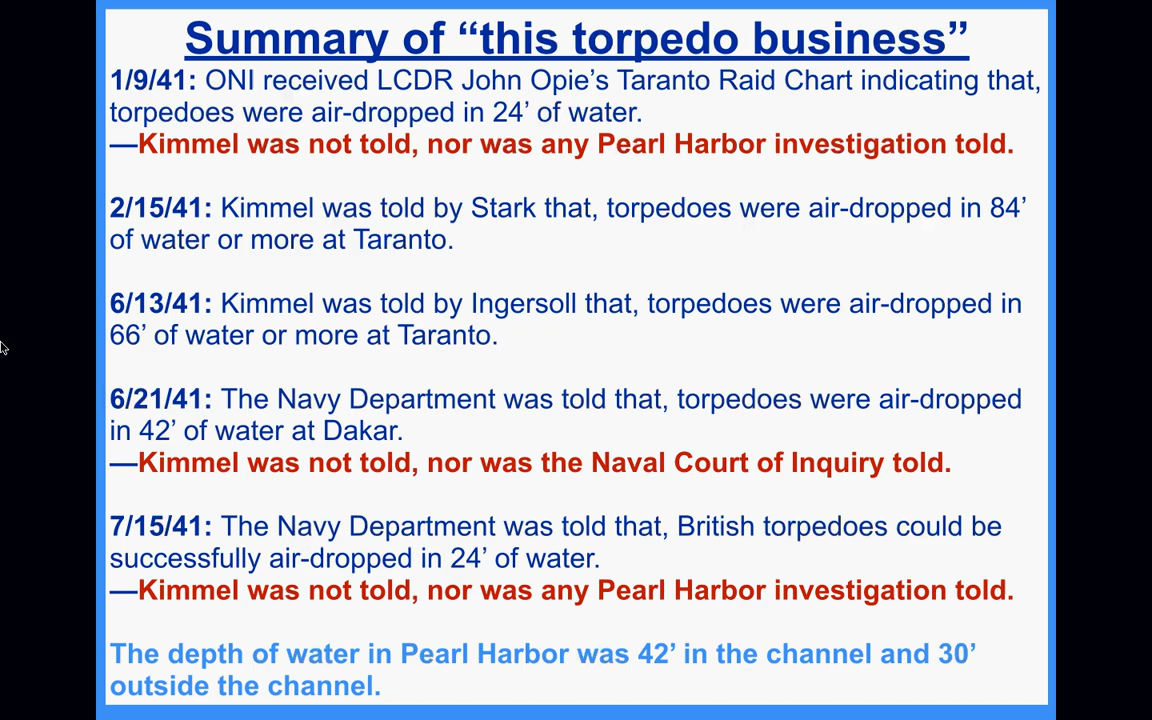 Summary of “this torpedo business”
1/9/41: ONI received LCDR John Opie’s Taranto Raid Chart indicating that,
torpedoes were air-dropped in 24’ of water.
—Kimmel was not told, nor was any Pearl Harbor investigation told.
2/15/41: Kimmel was told by Stark that, torpedoes were air-dropped in 84’
of water or more at Taranto.
6/13/41: Kimmel was told by Ingersoll that, torpedoes were air-dropped in
66’ of water or more at Taranto.
6/21/41: The Navy Department was told that, torpedoes were air-dropped
in 42’ of water at Dakar.
—Kimmel was not told, nor was the Naval Court of Inquiry told.
7/15/41: The Navy Department was told that, British torpedoes could be
successfully air-dropped in 24’ of water.
—Kimmel was not told, nor was any Pearl Harbor investigation told.
The depth of water in Pearl Harbor was 42’ in the channel and 30’
outside the channel.